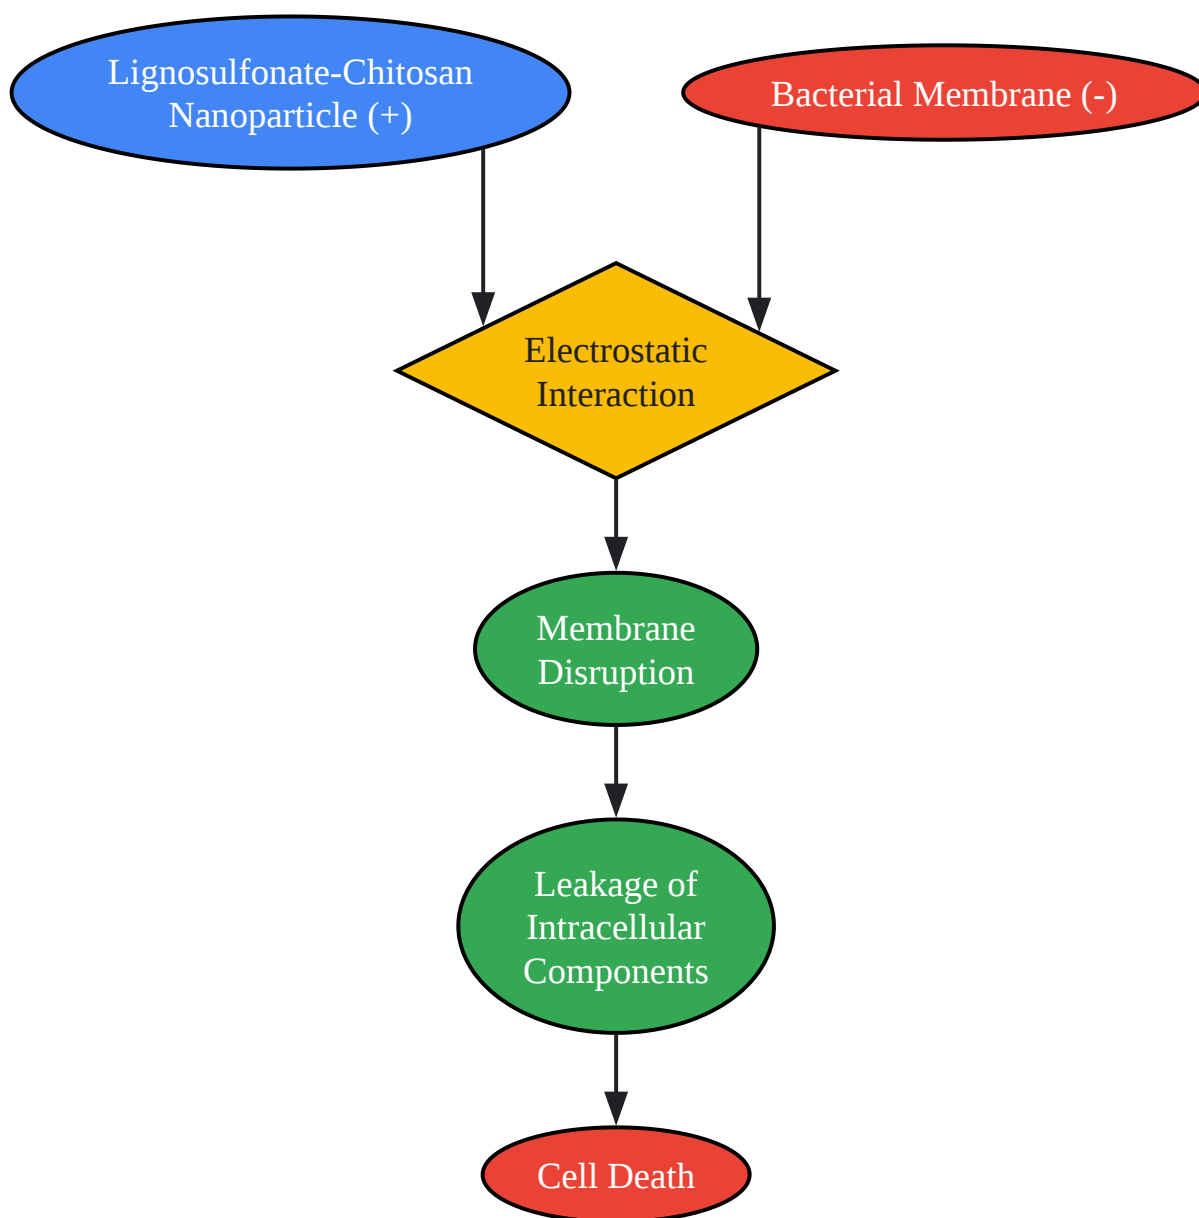 Lignosulfonate-Chitosan
Nanoparticle (+)
Bacterial Membrane (-)
Electrostatic
Interaction
Membrane
Disruption
Leakage of
Intracellular
Components
Cell Death